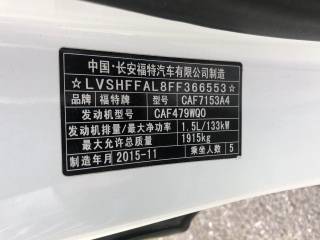 中国·长安福特汽车有限公司制造
☆LVSHFFAL8FF366553☆
品牌 福特牌 型号 CAF7153A4
发动机型号 CAF479WQ0
发动机排量/最大净功率 1.5L/133kW
最大允许总质量 1915kg
制造年月 2015-11 乘坐人数 5